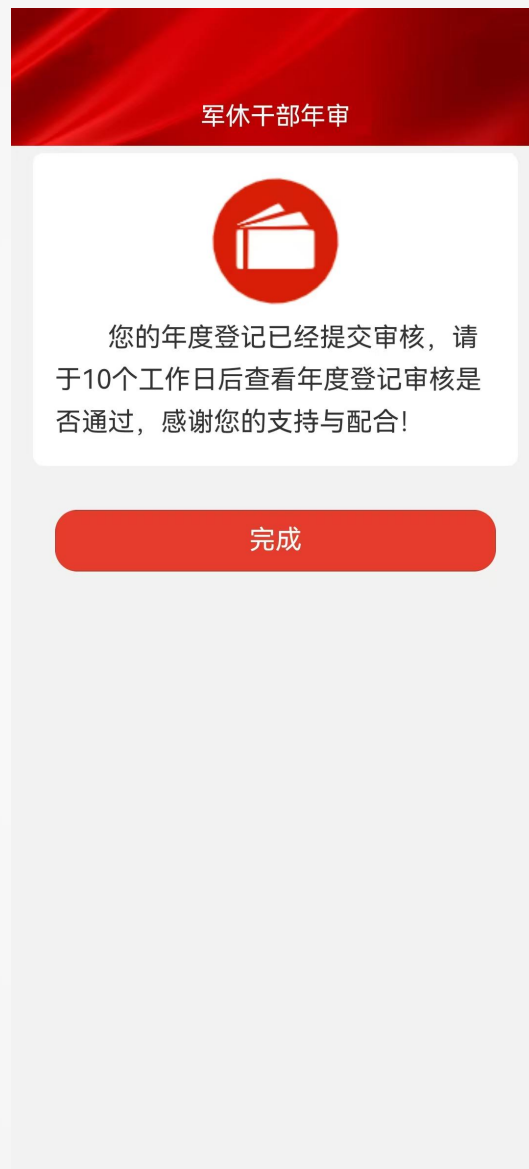 军休干部年审
您的年度登记已经提交审核，请
于10个工作日后查看年度登记审核是
否通过，感谢您的支持与配合！
完成